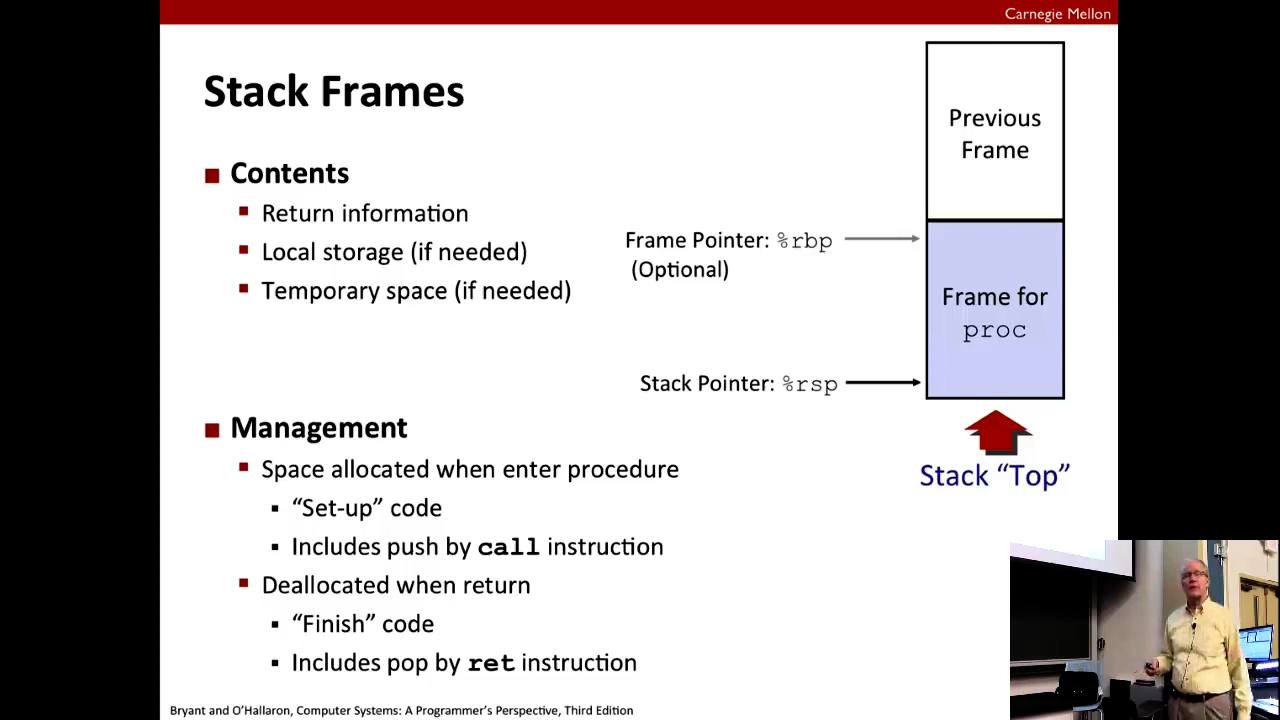 Carnegie Mellon
Stack Frames
Contents
Return information
Local storage (if needed)
Temporary space (if needed)
Previous
Frame
Frame Pointer: %rbp
(Optional)
Frame for
proc
Stack Pointer: %rsp
Stack “Top”
Management
Space allocated when enter procedure
“Set-up” code
Includes push by call instruction
Deallocated when return
“Finish” code
Includes pop by ret instruction
Bryant and O’Hallaron, Computer Systems: A Programmer’s Perspective, Third Edition